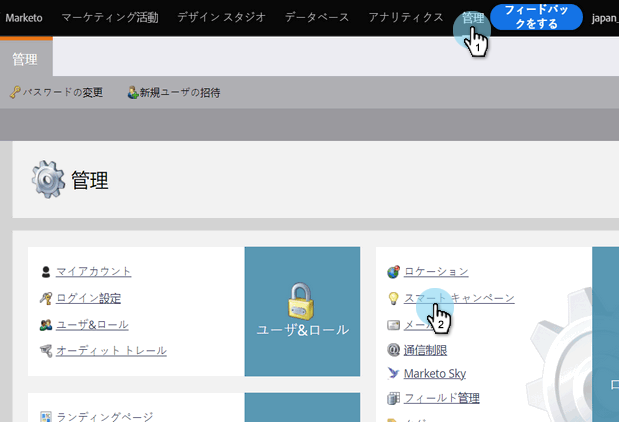 Marketo マーケティング活動 デザイン スタジオ データベース アナリティクス 管理 フィードバッ
クをする japan_
1
管理
パスワードの変更 新規ユーザの招待
管理
マイアカウント
ログイン設定
ユーザ&ロール
オーディット トレール
ユーザ&ロール
ロケーション
スマート キャンペーン
2
メール
通信制限
Marketo Sky
フィールド管理
ランディングページ